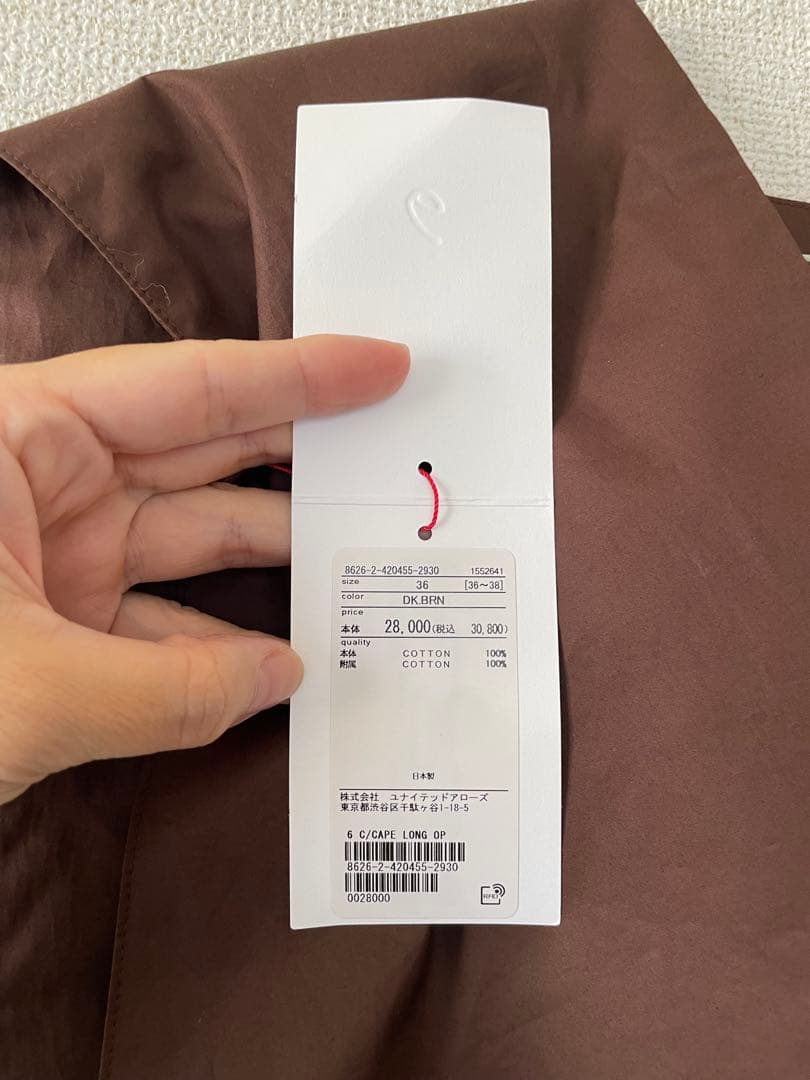 8626-2-420455-2930 1552641
size 36 [36〜38]
color DK.BRN
price
本体 28,000(税込 30,800)
quality
本体 COTTON 100%
附属 COTTON 100%
日本製
株式会社 ユナイテッドアローズ
東京都渋谷区千駄ヶ谷1-18-5
6 C/CAPE LONG OP
8626-2-420455-2930
0028000
RFID